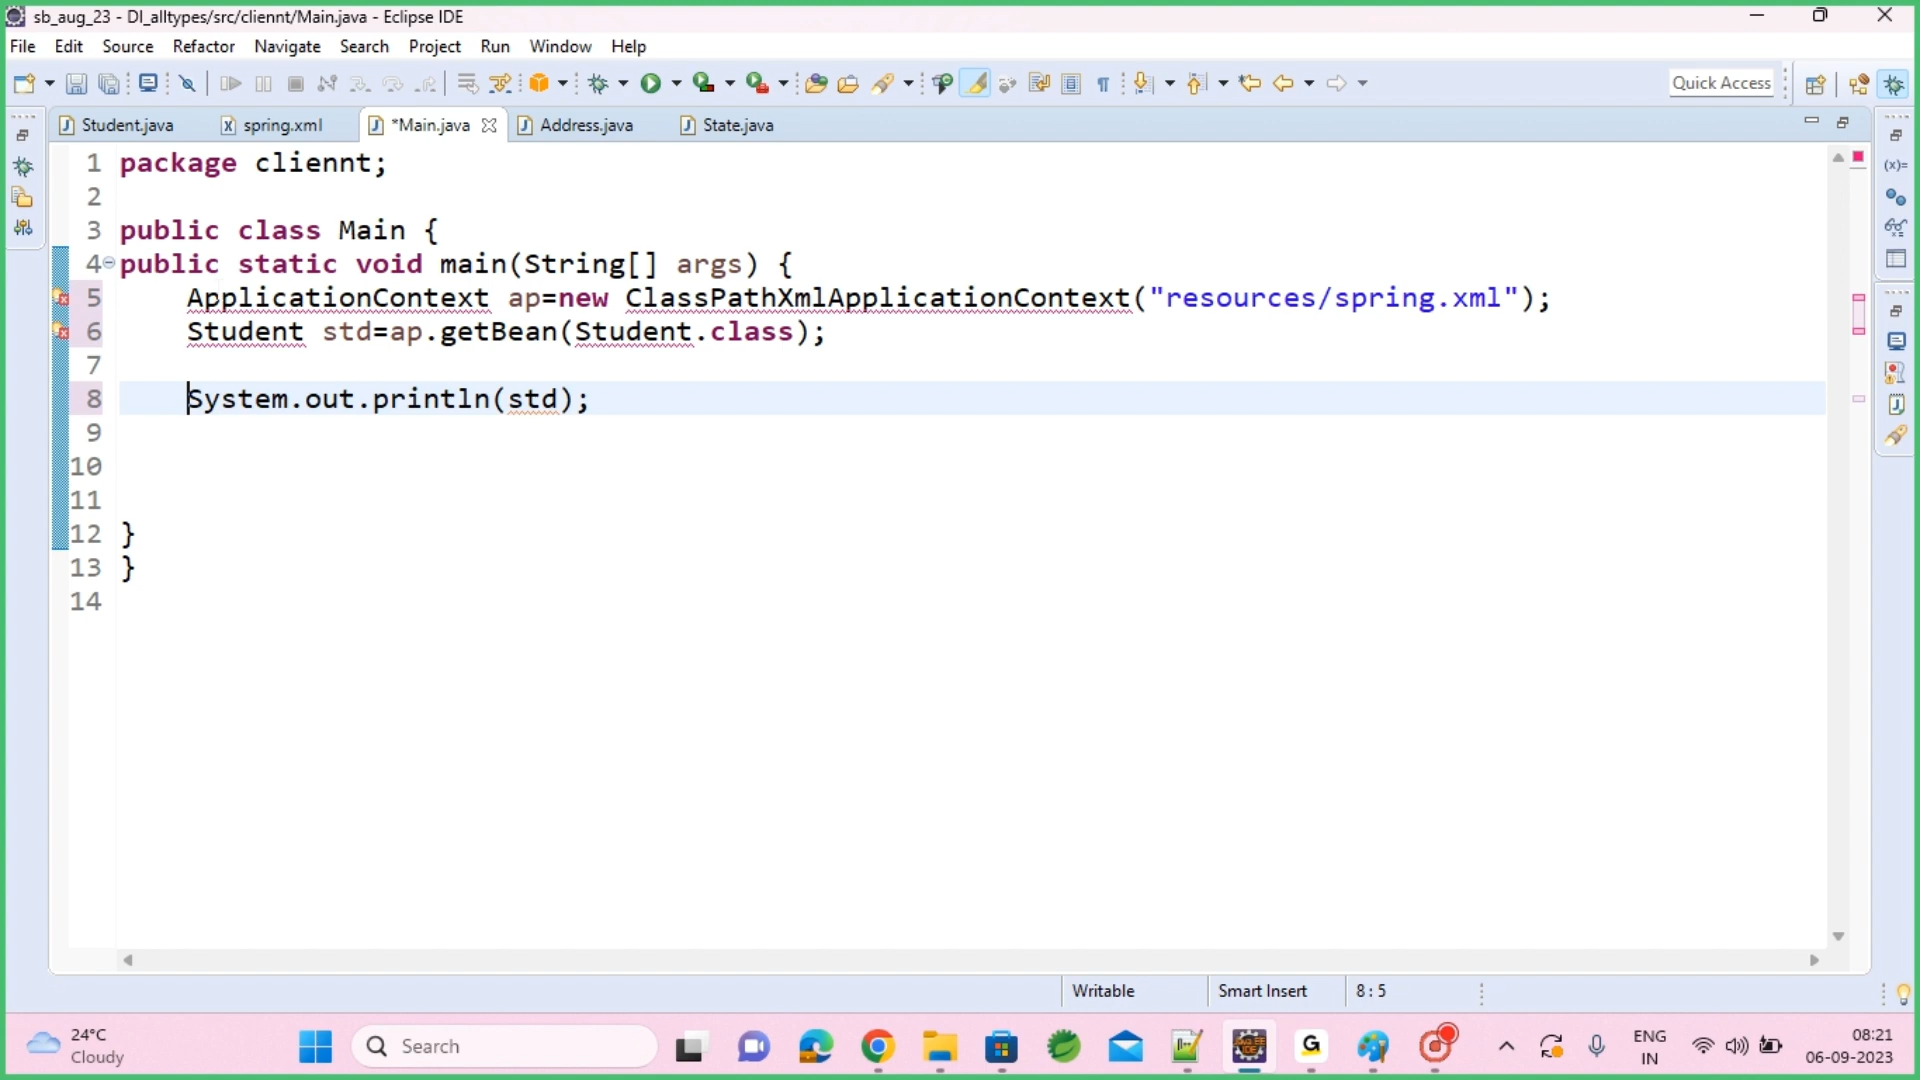 sb_aug_23 - DI_alltypes/src/cliennt/Main.java - Eclipse IDE
File Edit Source Refactor Navigate Search Project Run Window Help
Quick Access
Student.java spring.xml *Main.java Address.java State.java
1 package cliennt;
2
3 public class Main {
4 public static void main(String[] args) {
5 ApplicationContext ap=new ClassPathXmlApplicationContext("resources/spring.xml");
6 Student std=ap.getBean(Student.class);
7
8 System.out.println(std);
9
10
11
12 }
13 }
14
Writable Smart Insert 8 : 5
24°C
Cloudy
Search
ENG
IN
08:21
06-09-2023